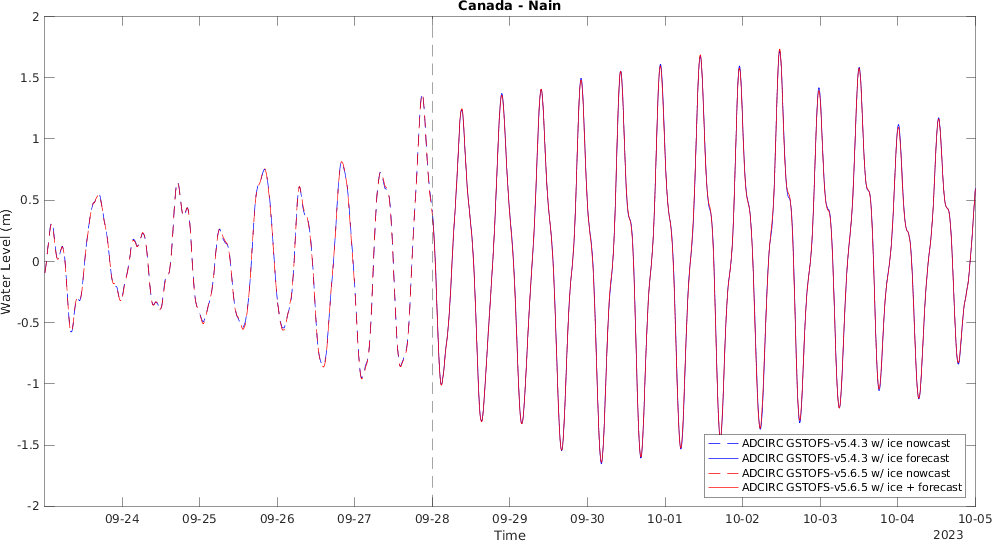 Canada - Nain
2
1.5
1
0.5
0
-0.5
-1
-1.5
-2
Water Level (m)
ADCIRC GSTOFS-v5.4.3 w/ ice nowcast
ADCIRC GSTOFS-v5.4.3 w/ ice forecast
ADCIRC GSTOFS-v5.6.5 w/ ice nowcast
ADCIRC GSTOFS-v5.6.5 w/ ice + forecast
09-24 09-25 09-26 09-27 09-28 09-29 09-30 10-01 10-02 10-03 10-04 10-05
Time
2023